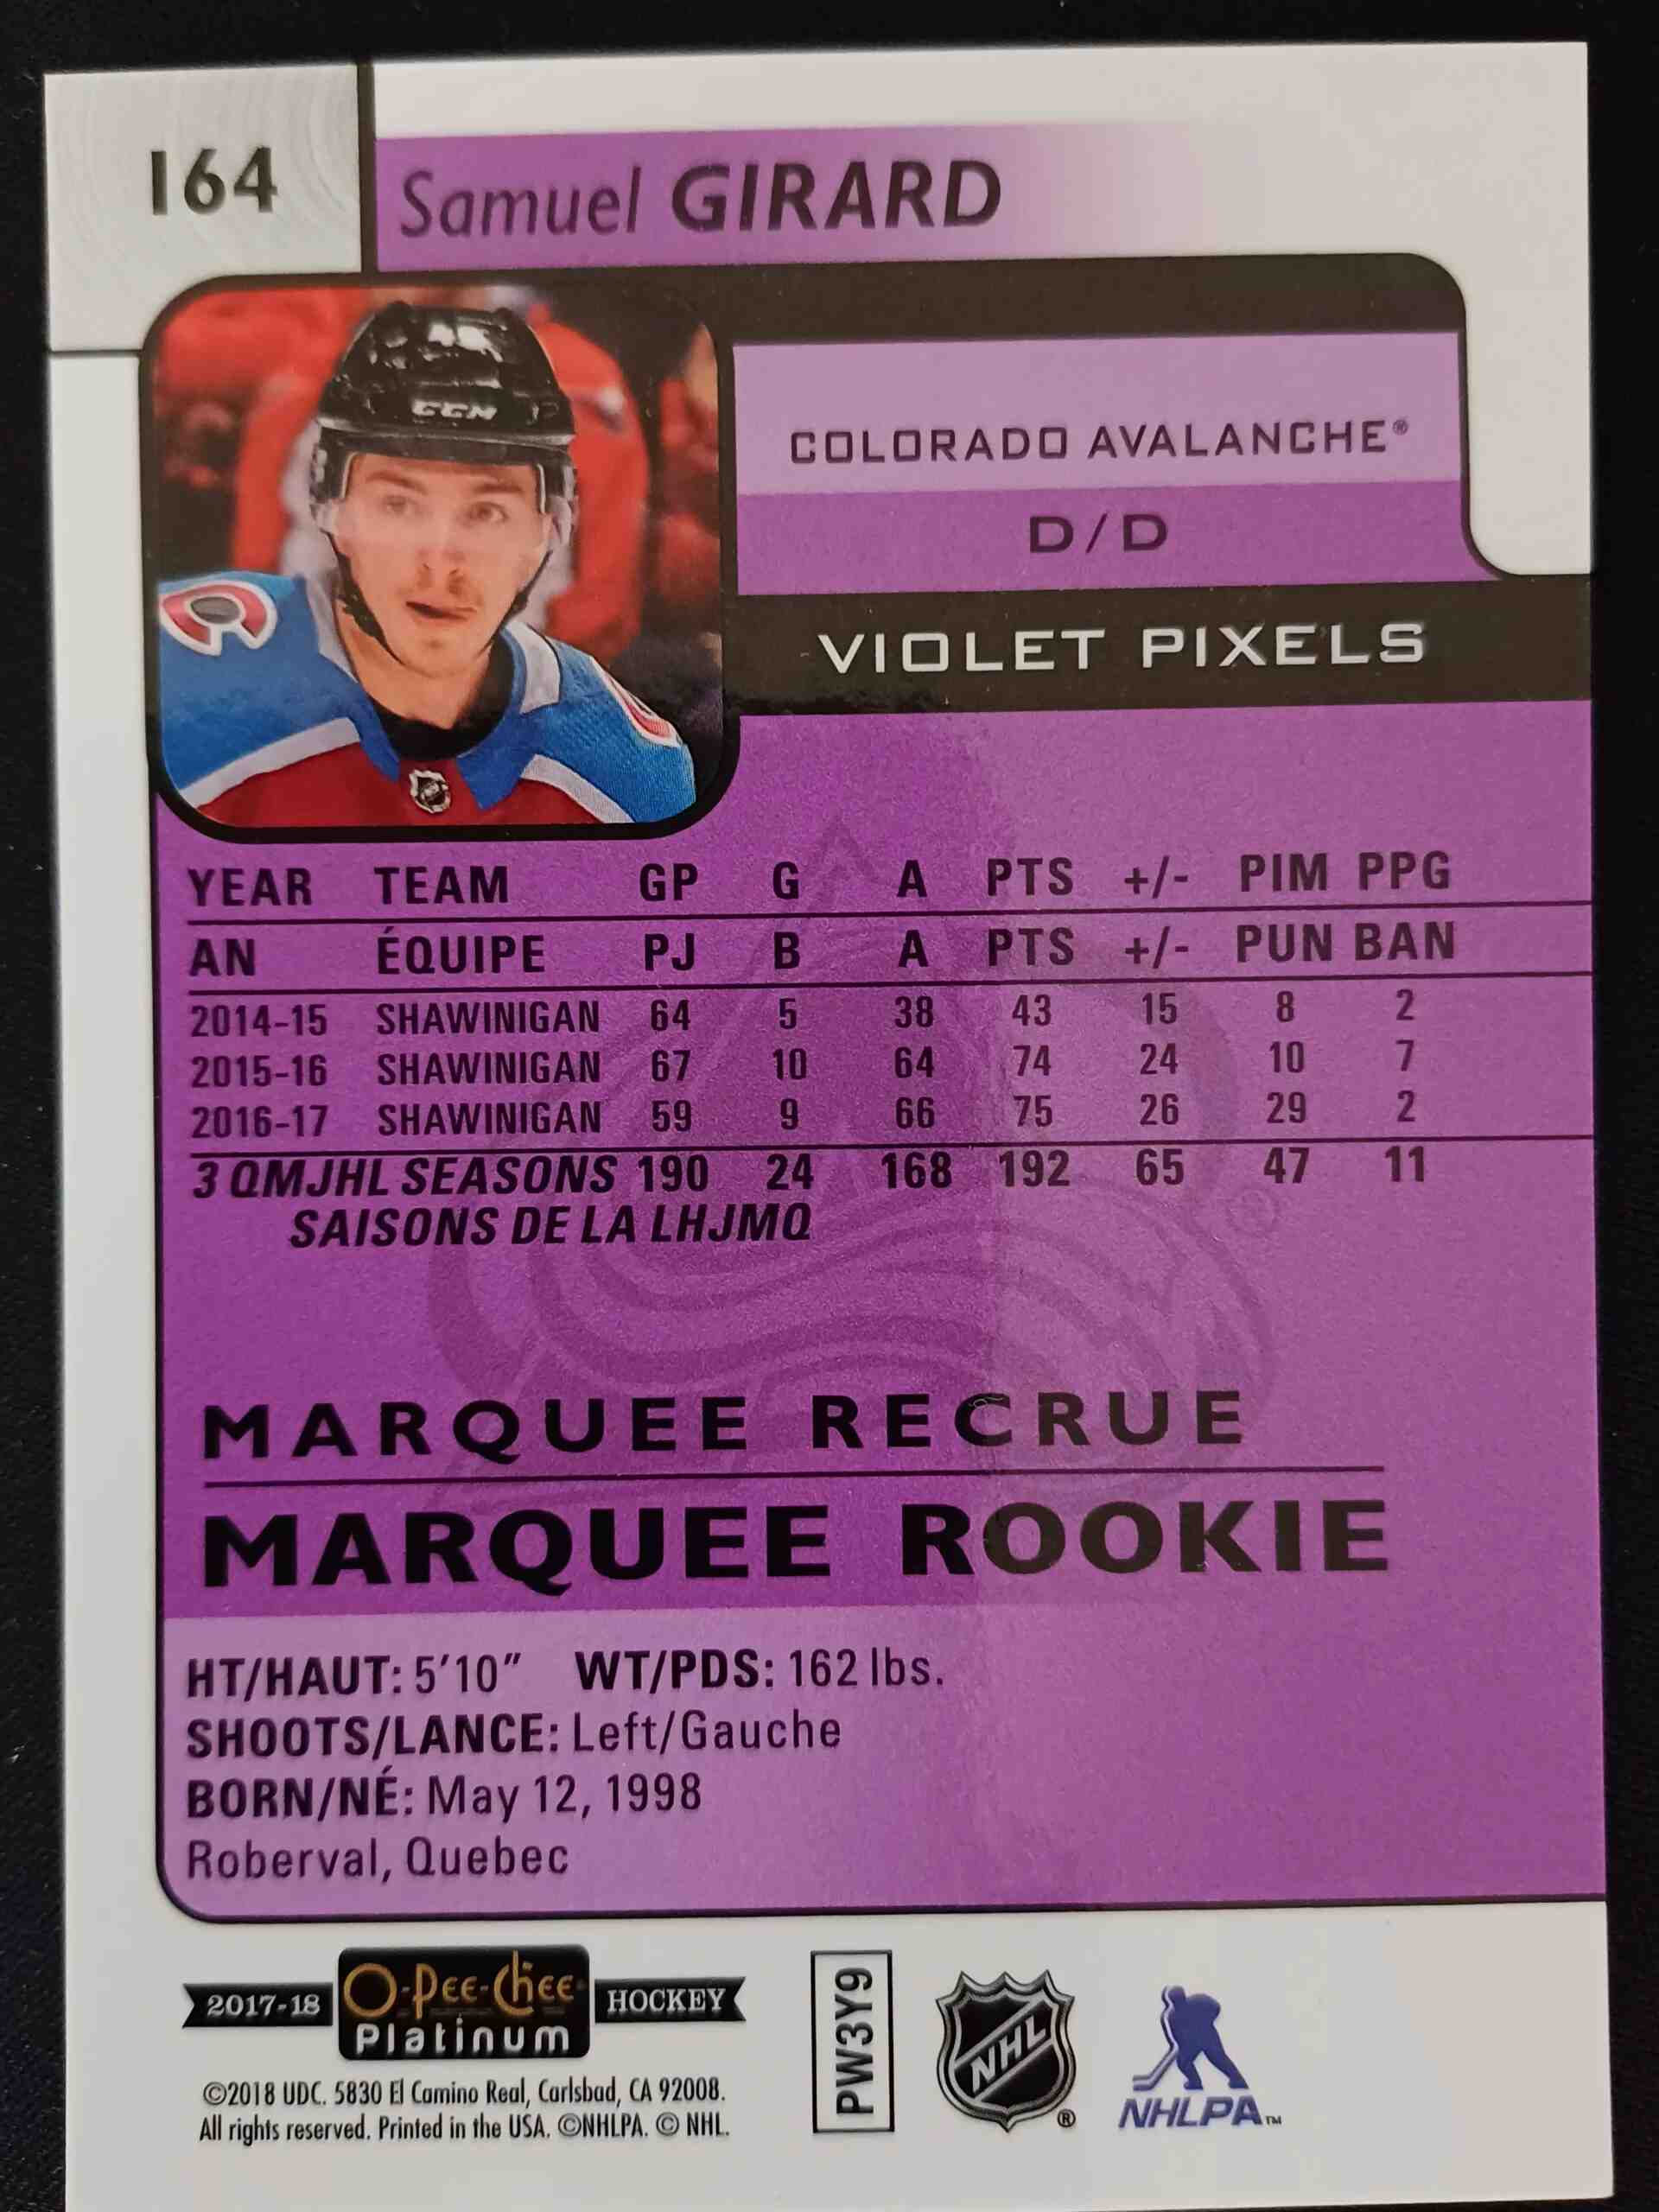 164
Samuel GIRARD
CCM
COLORADO AVALANCHE®
D/D
VIOLET PIXELS
YEAR TEAM GP G A PTS +/- PIM PPG
AN ÉQUIPE PJ B A PTS +/- PUN BAN
2014-15 SHAWINIGAN 64 5 38 43 15 8 2
2015-16 SHAWINIGAN 67 10 64 74 24 10 7
2016-17 SHAWINIGAN 59 9 66 75 26 29 2
3 QMJHL SEASONS 190 24 168 192 65 47 11
SAISONS DE LA LHJMQ
MARQUEE RECRUE
MARQUEE ROOKIE
HT/HAUT: 5'10" WT/PDS: 162 lbs.
SHOOTS/LANCE: Left/Gauche
BORN/NÉ: May 12, 1998
Roberval, Quebec
2017-18 O-Pee-Chee HOCKEY
Platinum
©2018 UDC. 5830 El Camino Real, Carlsbad, CA 92008.
All rights reserved. Printed in the USA. ©NHLPA. © NHL.
PW3Y9
NHL ®
NHLPA™